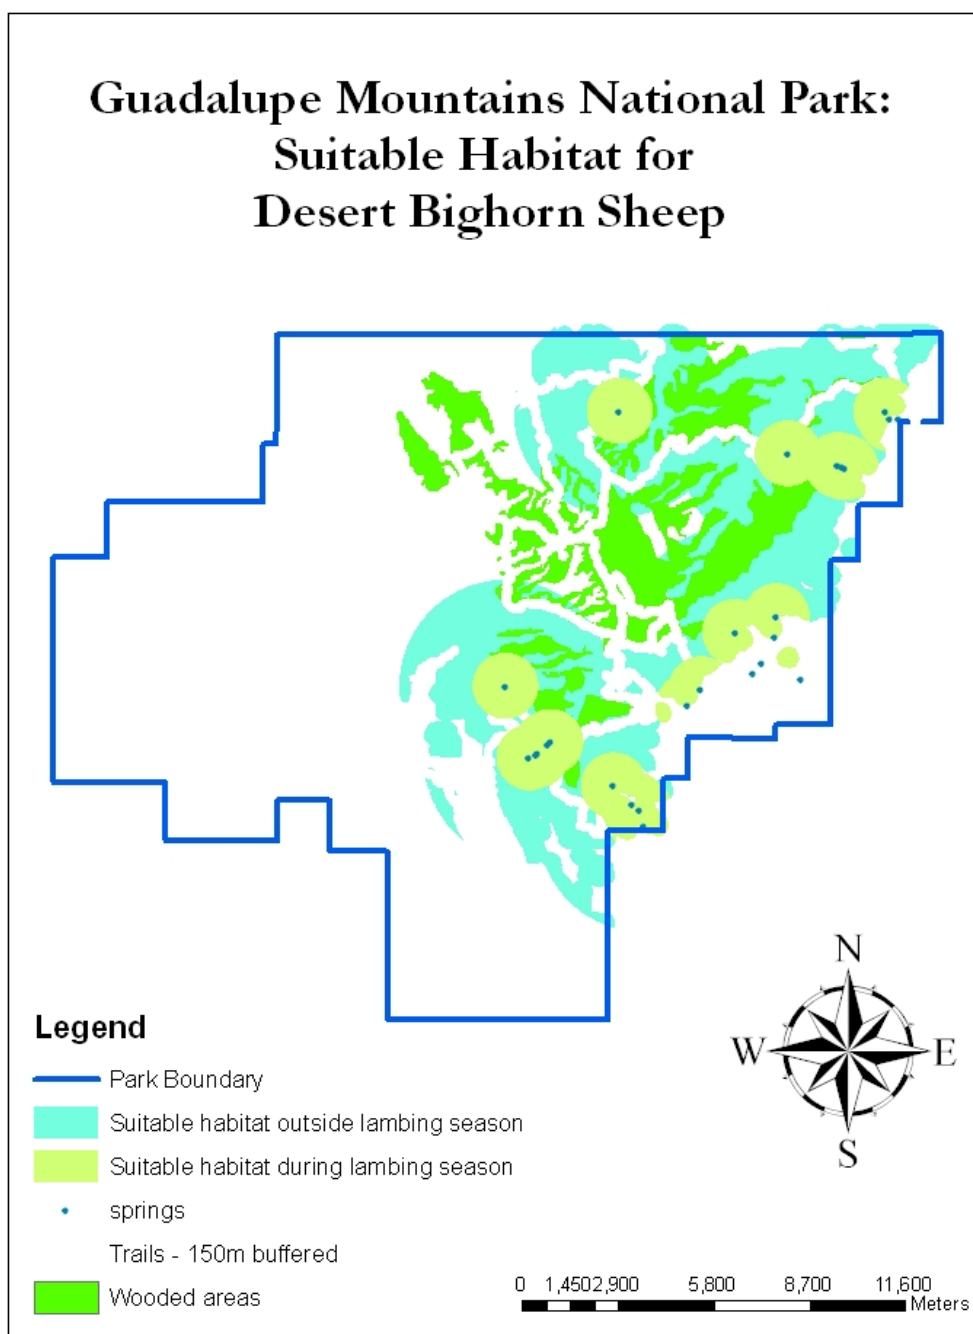 Guadalupe Mountains National Park:
Suitable Habitat for
Desert Bighorn Sheep
N
W E
S
Legend
Park Boundary
Suitable habitat outside lambing season
Suitable habitat during lambing season
springs
Trails - 150m buffered
Wooded areas
0 1,450 2,900 5,800 8,700 11,600
Meters